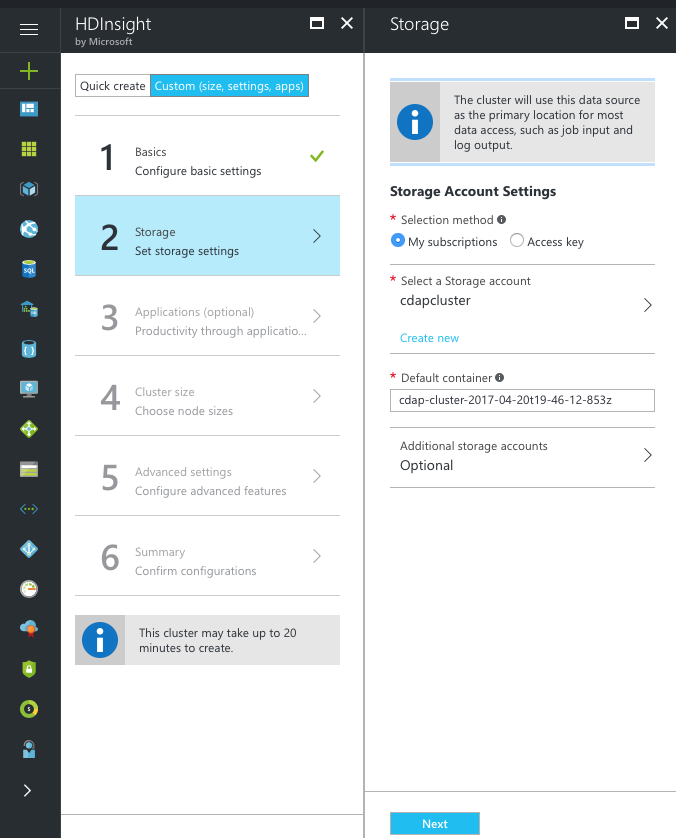 HDInsight
by Microsoft
Quick create
Custom (size, settings, apps)
1
Basics
Configure basic settings
2
Storage
Set storage settings
3
Applications (optional)
Productivity through applicatio...
4
Cluster size
Choose node sizes
5
Advanced settings
Configure advanced features
6
Summary
Confirm configurations
This cluster may take up to 20
minutes to create.
Storage
The cluster will use this data source
as the primary location for most
data access, such as job input and
log output.
Storage Account Settings
* Selection method
My subscriptions
Access key
* Select a Storage account
cdapcluster
Create new
* Default container
cdap-cluster-2017-04-20t19-46-12-853z
Additional storage accounts
Optional
Next
SQL